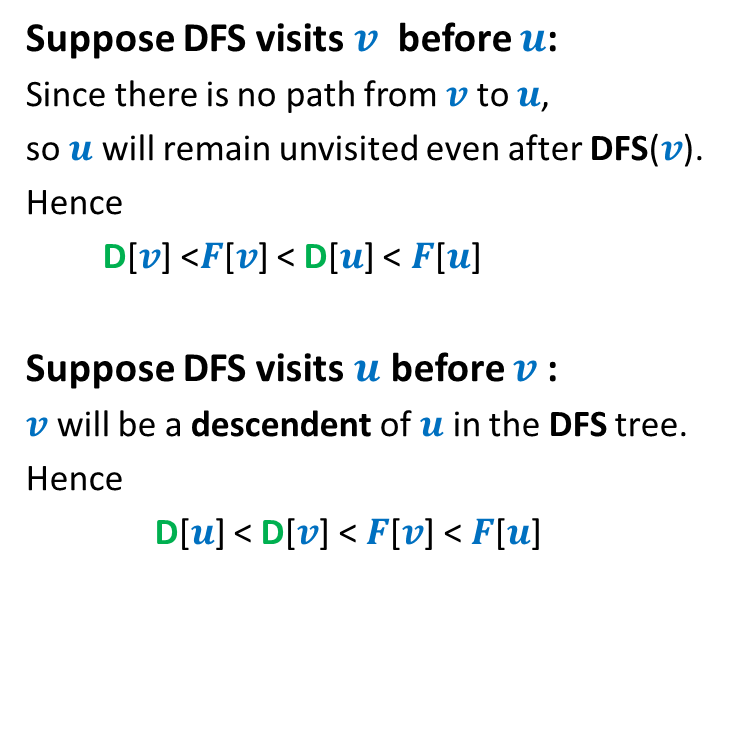 Suppose DFS visits v before u:
Since there is no path from v to u,
so u will remain unvisited even after DFS(v).
Hence
D[v] <F[v] < D[u] < F[u]
Suppose DFS visits u before v :
v will be a descendent of u in the DFS tree.
Hence
D[u] < D[v] < F[v] < F[u]